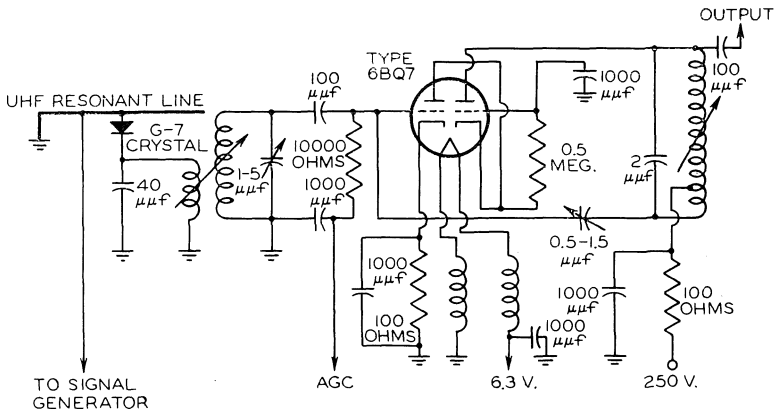 OUTPUT
TYPE
6BQ7
100
μμf
1000
μμf
100
μμf
UHF RESONANT LINE
G-7
CRYSTAL
1-5
μμf
10000
OHMS
1000
μμf
0.5
MEG.
2
μμf
40
μμf
0.5-1.5
μμf
1000
μμf
100
OHMS
1000
μμf
1000
μμf
100
OHMS
TO SIGNAL
GENERATOR
AGC
6.3 V.
250 V.